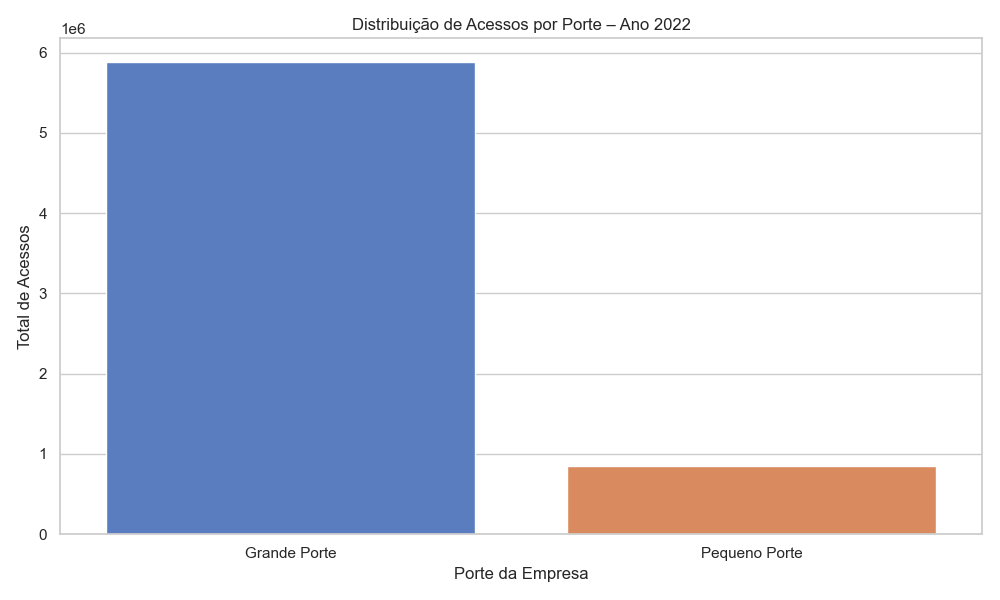 Distribuição de Acessos por Porte – Ano 2022
1e6
6
5
4
3
2
1
0
Total de Acessos
Grande Porte
Pequeno Porte
Porte da Empresa